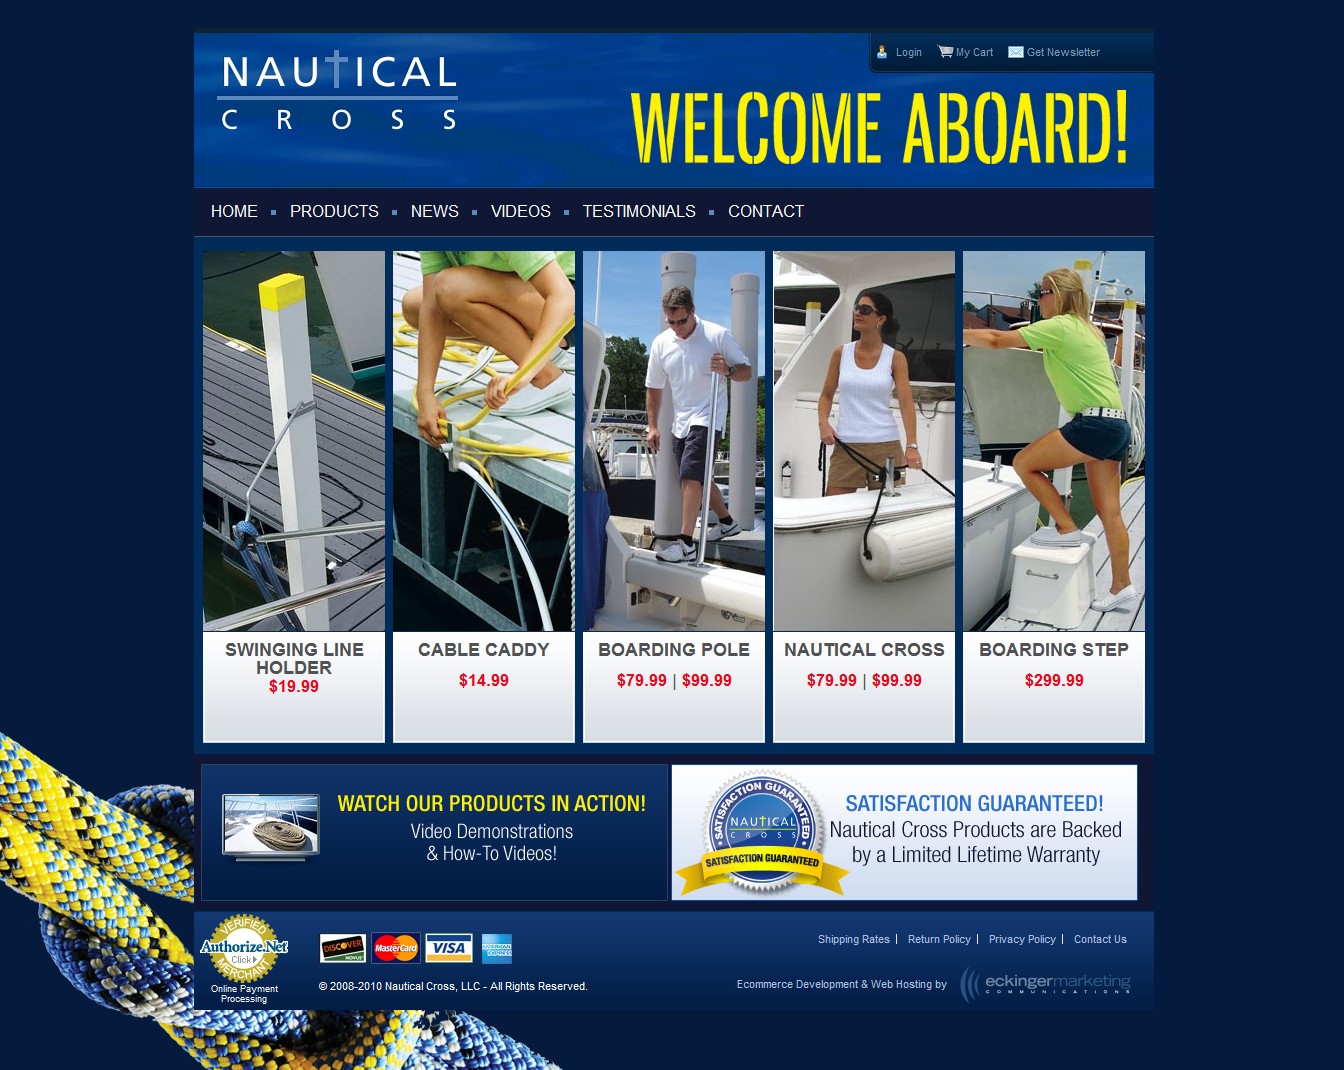 NAUTICAL
CROSS
Login
My Cart
Get Newsletter
WELCOME ABOARD!
HOME
PRODUCTS
NEWS
VIDEOS
TESTIMONIALS
CONTACT
SWINGING LINE
HOLDER
$19.99
CABLE CADDY
$14.99
BOARDING POLE
$79.99 | $99.99
NAUTICAL CROSS
$79.99 | $99.99
BOARDING STEP
$299.99
WATCH OUR PRODUCTS IN ACTION!
Video Demonstrations
& How-To Videos!
SATISFACTION GUARANTEED
NAUTICAL
CROSS
SATISFACTION GUARANTEED
SATISFACTION GUARANTEED!
Nautical Cross Products are Backed
by a Limited Lifetime Warranty
VERIFIED
Authorize.Net
Click
MERCHANT
Online Payment
Processing
DISCOVER
NOVUS
MasterCard
VISA
AMERICAN
EXPRESS
© 2008-2010 Nautical Cross, LLC - All Rights Reserved.
Shipping Rates | Return Policy | Privacy Policy | Contact Us
Ecommerce Development & Web Hosting by
eckingermarketing
COMMUNICATIONS